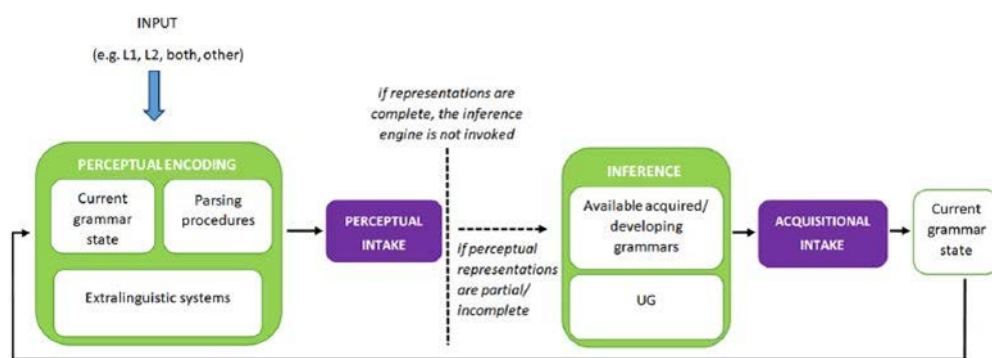 INPUT
(e.g. L1, L2, both, other)
if representations are
complete, the inference
engine is not invoked
PERCEPTUAL ENCODING
Current
grammar
state
Parsing
procedures
Extralinguistic systems
PERCEPTUAL
INTAKE
if perceptual
representations
are partial/
incomplete
INFERENCE
Available acquired/
developing
grammars
UG
ACQUISITIONAL
INTAKE
Current
grammar
state